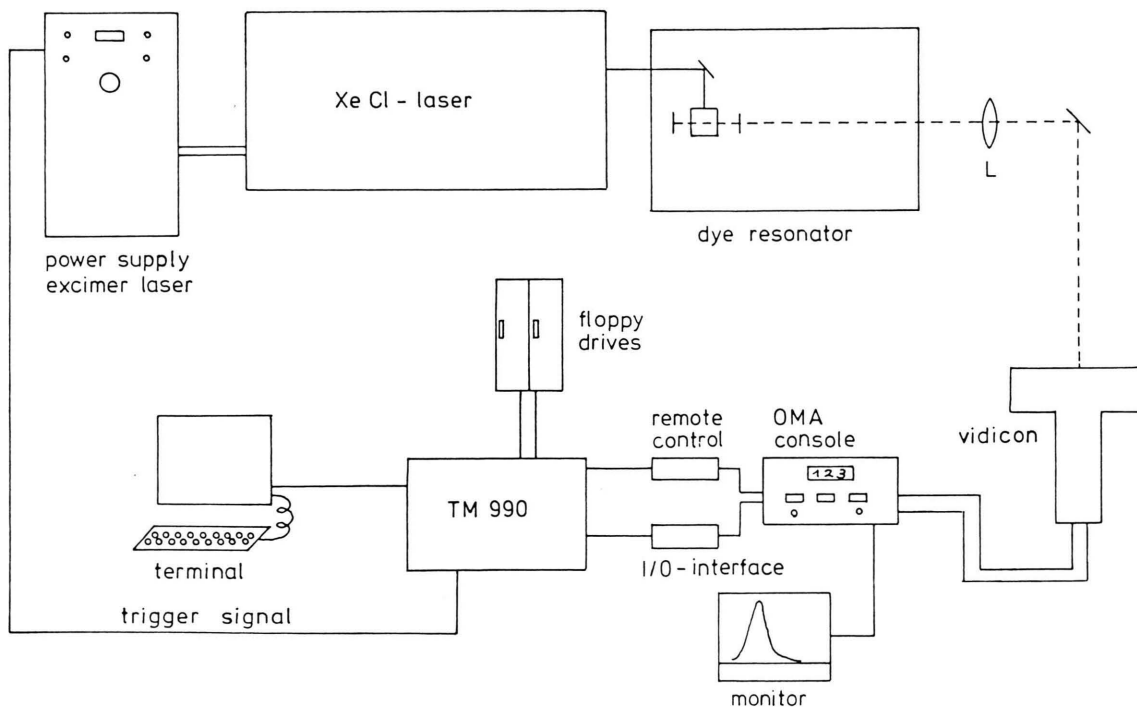 Xe Cl - laser
L
dye resonator
power supply
excimer laser
floppy
drives
remote
control
OMA
console
123
vidicon
TM 990
terminal
I/O - interface
trigger signal
monitor